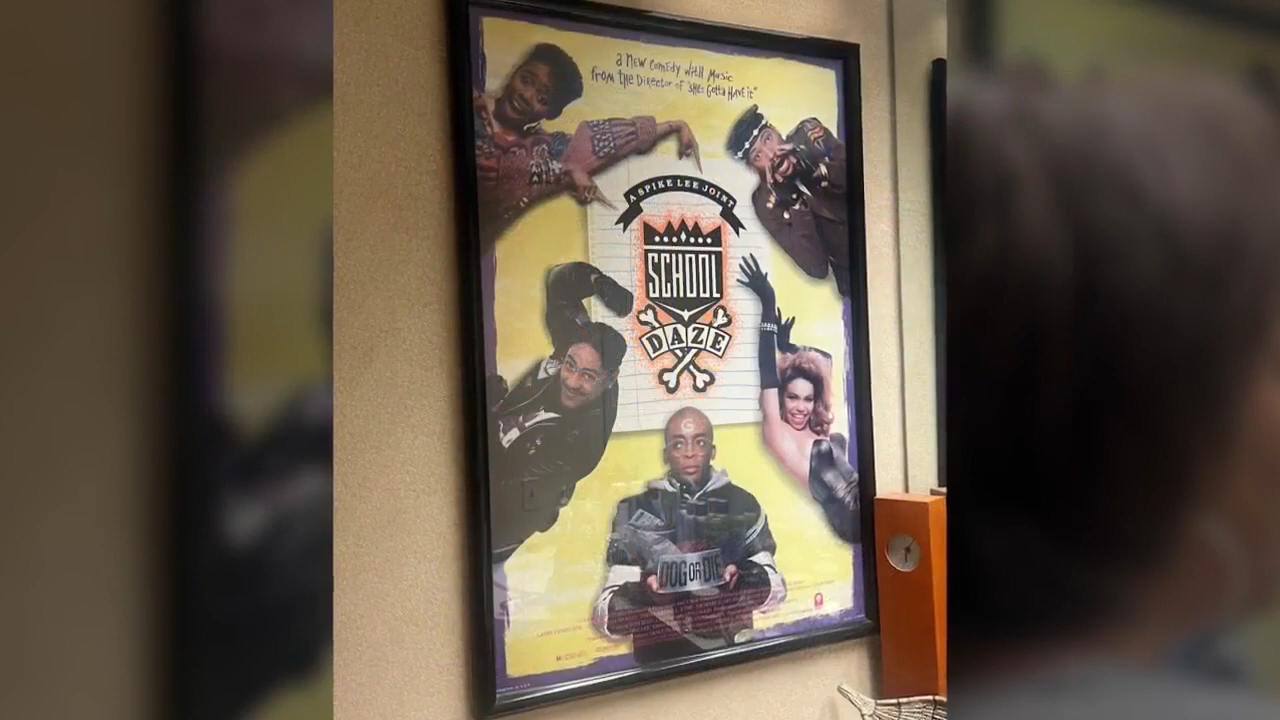 a New Comedy with Music
from the Director of "She's Gotta Have it"
A SPIKE LEE JOINT
SCHOOL
DAZE
G
DOG OR DIE